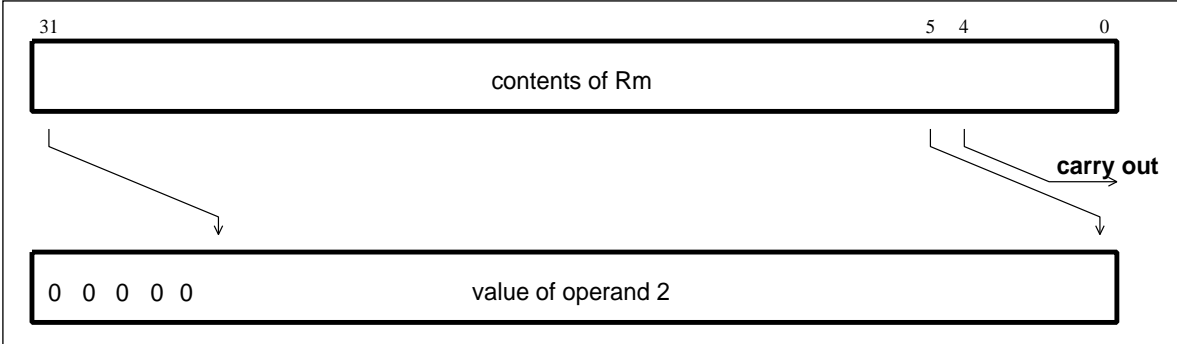 31 5 4 0
contents of Rm
carry out
0 0 0 0 0 value of operand 2